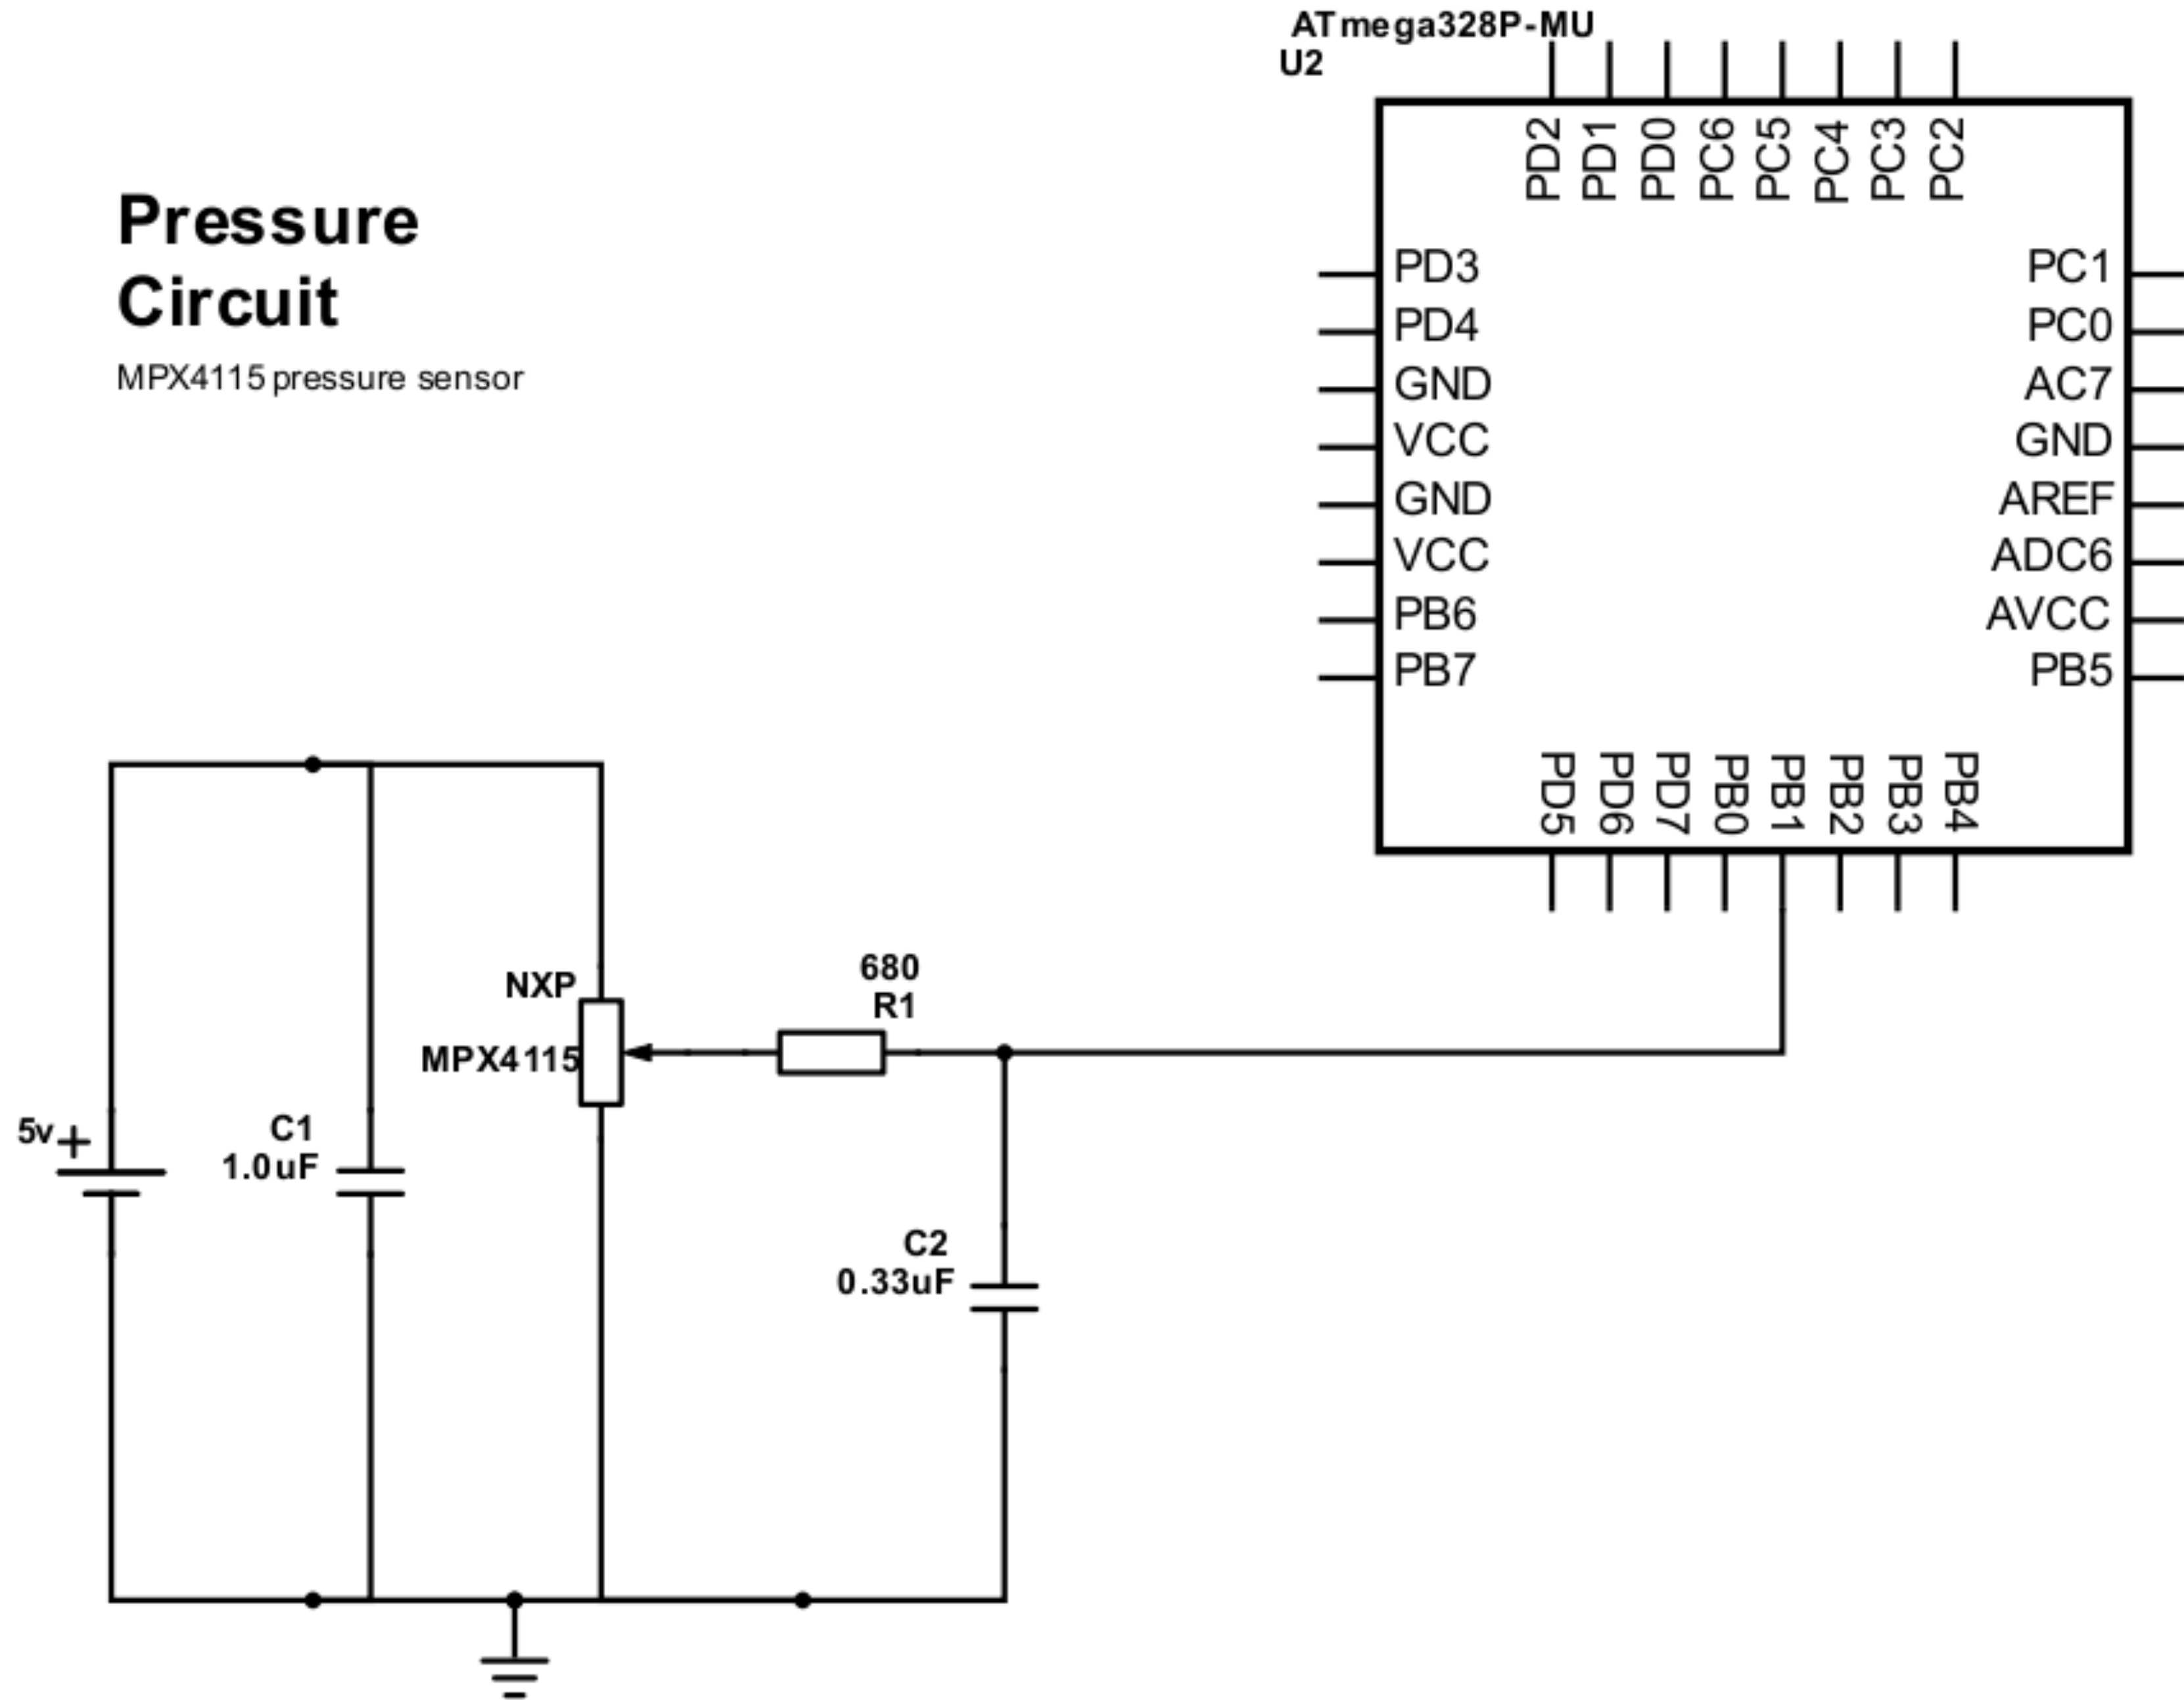 ATmega328P-MU
U2
PD2 PD1 PD0 PC6 PC5 PC4 PC3 PC2
Pressure
Circuit
MPX4115 pressure sensor
PD3 PC1
PD4 PC0
GND AC7
VCC GND
GND AREF
VCC ADC6
PB6 AVCC
PB7 PB5
PD5 PD6 PD7 PB0 PB1 PB2 PB3 PB4
NXP
MPX4115
680
R1
5v +
C1
1.0uF
C2
0.33uF